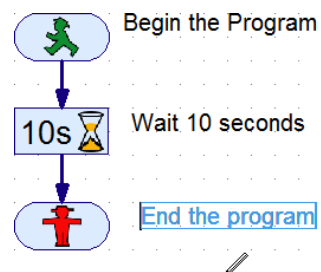 Begin the Program
10s
Wait 10 seconds
End the program